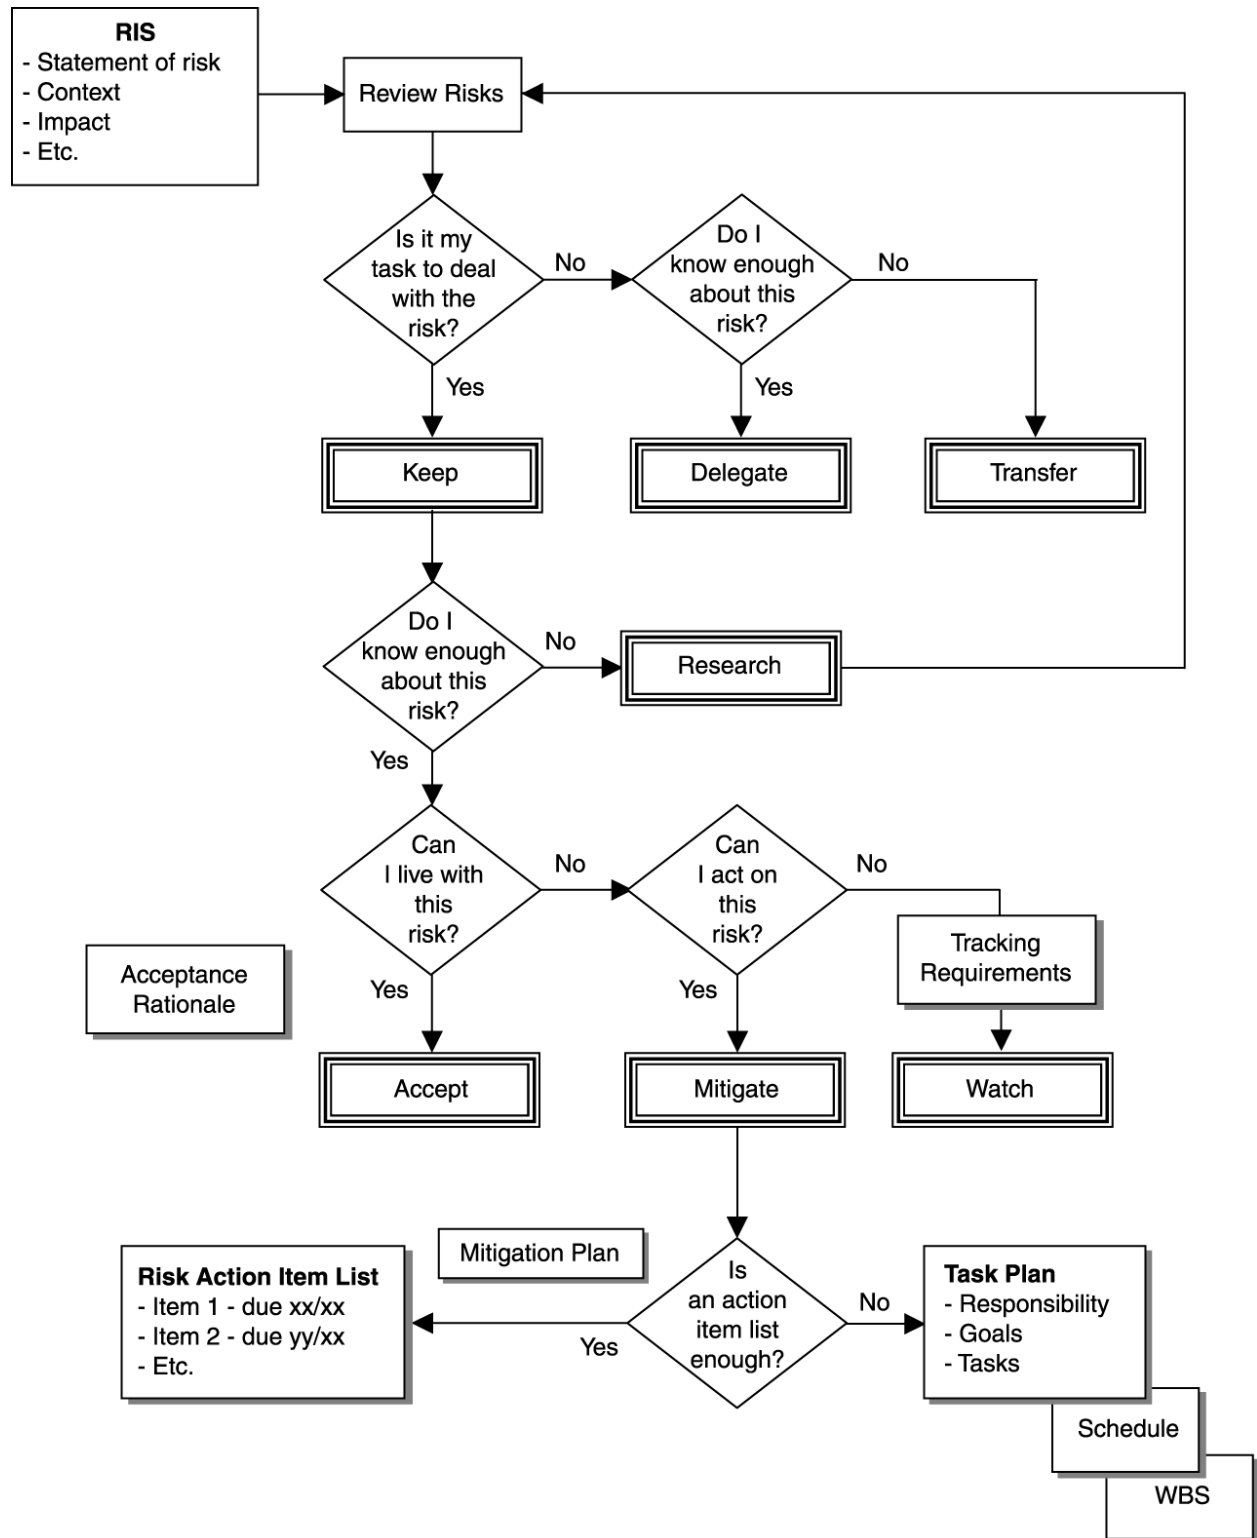 RIS
- Statement of risk
- Context
- Impact
- Etc.
Review Risks
Is it my
task to deal
with the
risk?
No
Do I
know enough
about this
risk?
No
Yes
Yes
Keep
Delegate
Transfer
Do I
know enough
about this
risk?
No
Research
Yes
Can
I live with
this
risk?
No
Can
I act on
this
risk?
No
Tracking
Requirements
Acceptance
Rationale
Yes
Yes
Accept
Mitigate
Watch
Mitigation Plan
Is
an action
item list
enough?
Yes
No
Risk Action Item List
- Item 1 - due xx/xx
- Item 2 - due yy/xx
- Etc.
Task Plan
- Responsibility
- Goals
- Tasks
Schedule
WBS